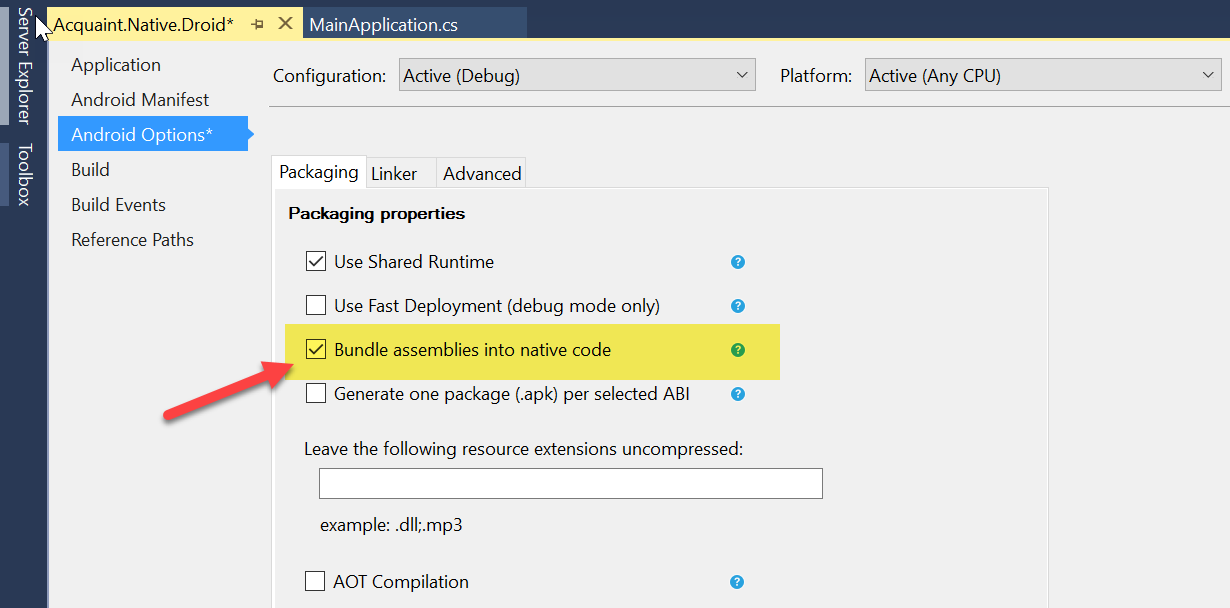 Server Explorer
Toolbox
Acquaint.Native.Droid*
MainApplication.cs
Application
Android Manifest
Android Options*
Build
Build Events
Reference Paths
Configuration: Active (Debug) Platform: Active (Any CPU)
Packaging Linker Advanced
Packaging properties
Use Shared Runtime ?
Use Fast Deployment (debug mode only) ?
Bundle assemblies into native code ?
Generate one package (.apk) per selected ABI ?
Leave the following resource extensions uncompressed:
example: .dll;.mp3
AOT Compilation ?